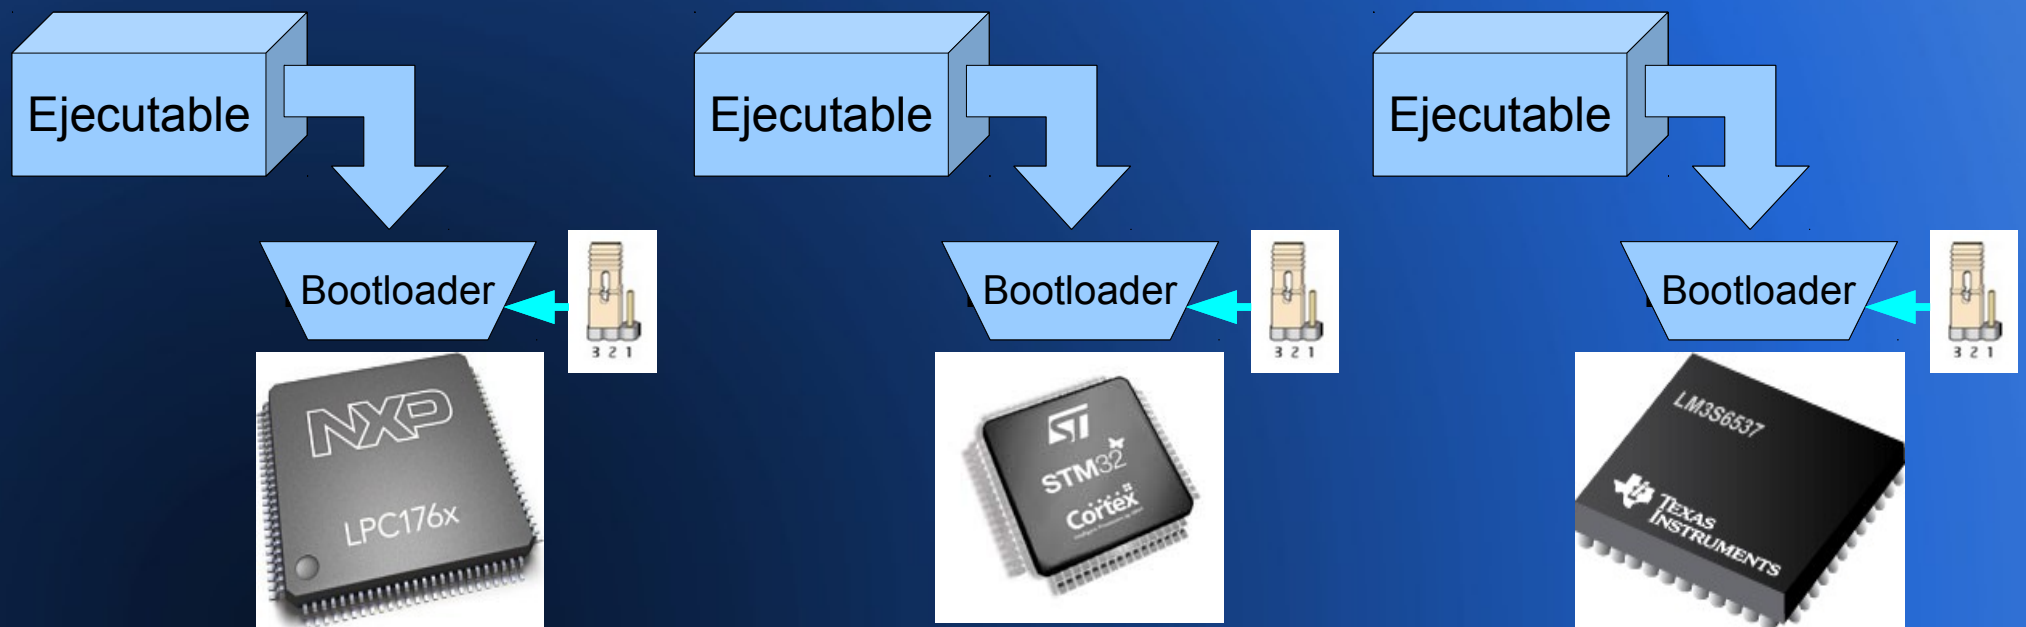 Ejecutable
Ejecutable
Ejecutable
Bootloader
3 2 1
Bootloader
3 2 1
Bootloader
3 2 1
NXP
LPC176x
ST
STM32
Cortex
LM3S6537
TEXAS
INSTRUMENTS